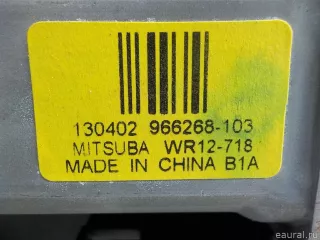 130402 966268-103
MITSUBA WR12-718
MADE IN CHINA B1A
eaural.ru